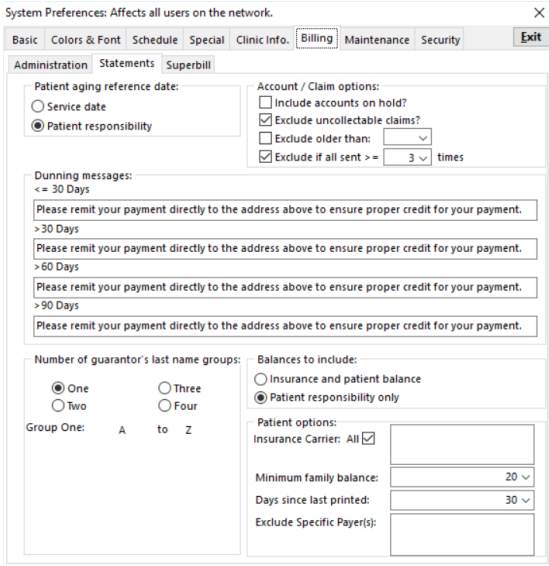 System Preferences: Affects all users on the network.
Basic Colors & Font Schedule Special Clinic Info. Billing Maintenance Security Exit
Administration Statements Superbill
Patient aging reference date:
Service date
Patient responsibility
Account / Claim options:
Include accounts on hold?
Exclude uncollectable claims?
Exclude older than:
Exclude if all sent >= 3 times
Dunning messages:
<= 30 Days
Please remit your payment directly to the address above to ensure proper credit for your payment.
>30 Days
Please remit your payment directly to the address above to ensure proper credit for your payment.
>60 Days
Please remit your payment directly to the address above to ensure proper credit for your payment.
>90 Days
Please remit your payment directly to the address above to ensure proper credit for your payment.
Number of guarantor's last name groups:
One Three
Two Four
Group One: A to Z
Balances to include:
Insurance and patient balance
Patient responsibility only
Patient options:
Insurance Carrier: All
Minimum family balance: 20
Days since last printed: 30
Exclude Specific Payer(s):